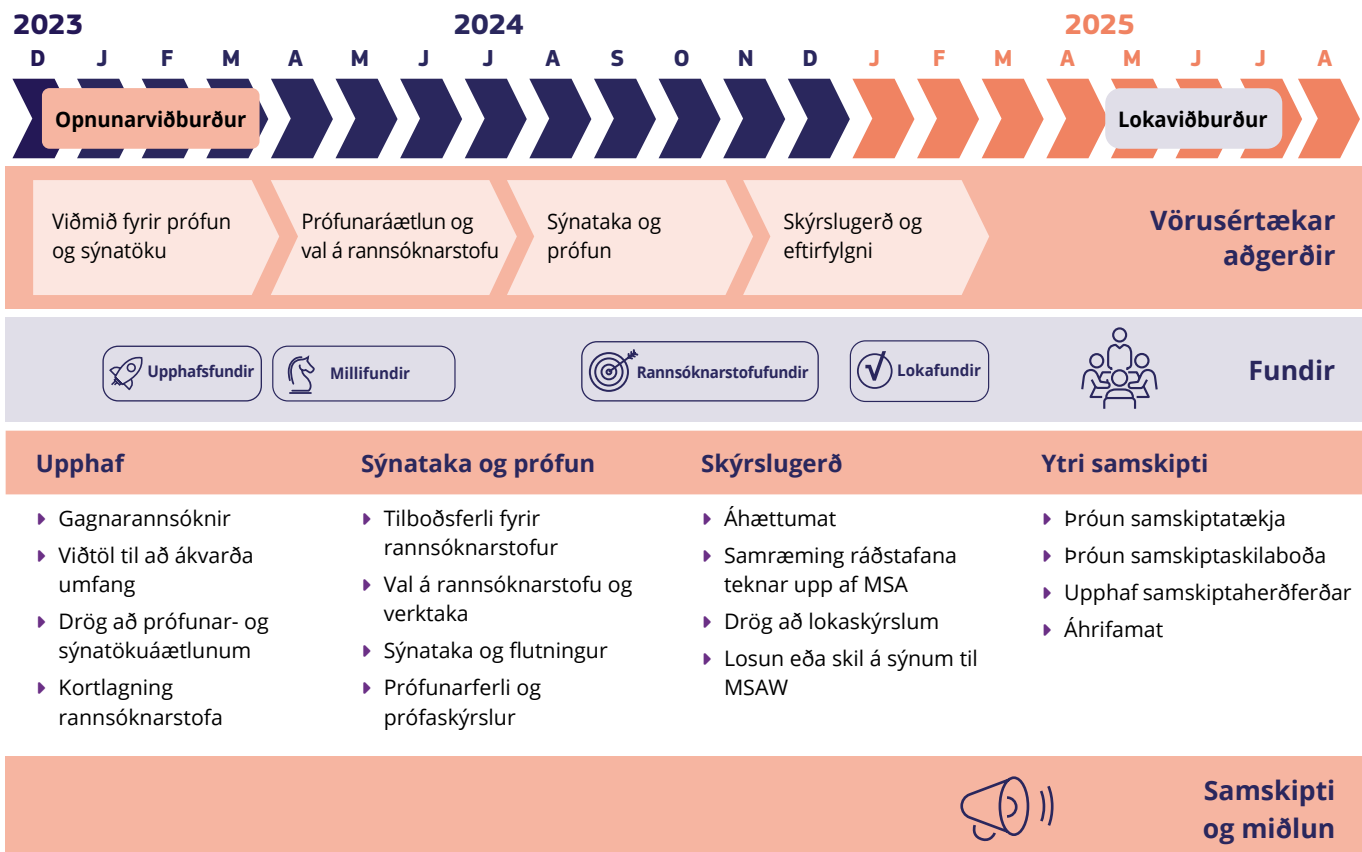 2023
2024
2025
D J F M A M J J A S O N D J F M A M J J A
Opnunarviðburður
Lokaviðburður
Viðmið fyrir prófun
og sýnatöku
Prófunaráætlun og
val á rannsóknarstofu
Sýnataka og
prófun
Skýrslugerð og
eftirfylgni
Vörusértækar
aðgerðir
Upphafsfundir
Millifundir
Rannsóknarstofufundir
Lokafundir
Fundir
Upphaf
Gagnarannsóknir
Viðtöl til að ákvarða
umfang
Drög að prófunar- og
sýnatökuáætlunum
Kortlagning
rannsóknarstofa
Sýnataka og prófun
Tilboðsferli fyrir
rannsóknarstofur
Val á rannsóknarstofu og
verktaka
Sýnataka og flutningur
Prófunarferli og
prófaskýrslur
Skýrslugerð
Áhættumat
Samræming ráðstafana
teknar upp af MSA
Drög að lokaskýrslum
Losun eða skil á sýnum til
MSAW
Ytri samskipti
Þróun samskiptatækja
Þróun samskiptaskilaboða
Upphaf samskiptaherðferðar
Áhrifamat
Samskipti
og miðlun